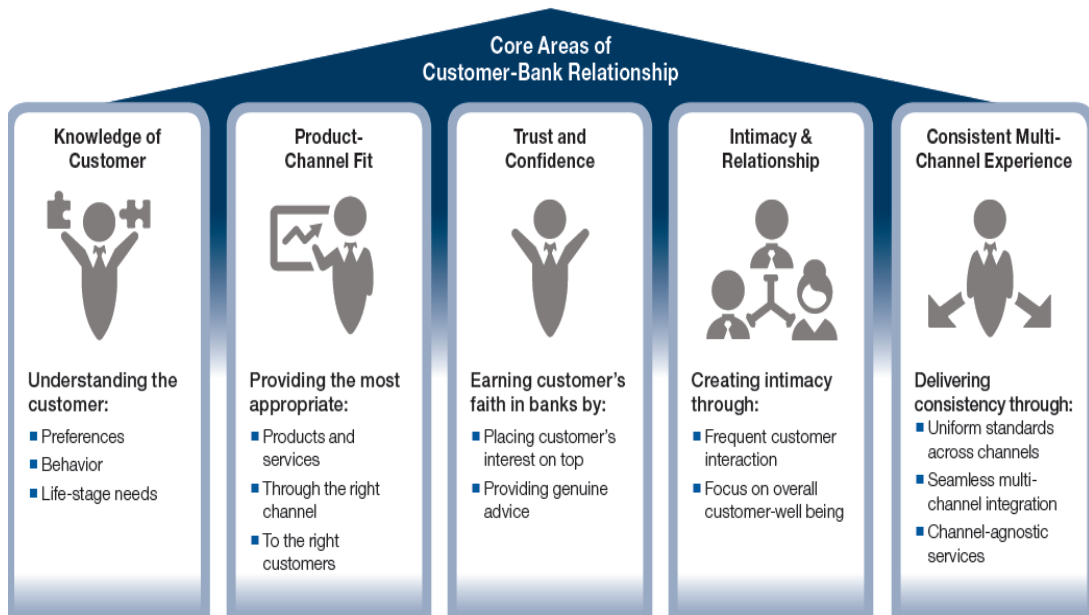 Core Areas of
Customer-Bank Relationship
Knowledge of
Customer
Understanding the
customer:
Preferences
Behavior
Life-stage needs
Product-
Channel Fit
Providing the most
appropriate:
Products and
services
Through the right
channel
To the right
customers
Trust and
Confidence
Earning customer’s
faith in banks by:
Placing customer’s
interest on top
Providing genuine
advice
Intimacy &
Relationship
Creating intimacy
through:
Frequent customer
interaction
Focus on overall
customer-well being
Consistent Multi-
Channel Experience
Delivering
consistency through:
Uniform standards
across channels
Seamless multi-
channel integration
Channel-agnostic
services